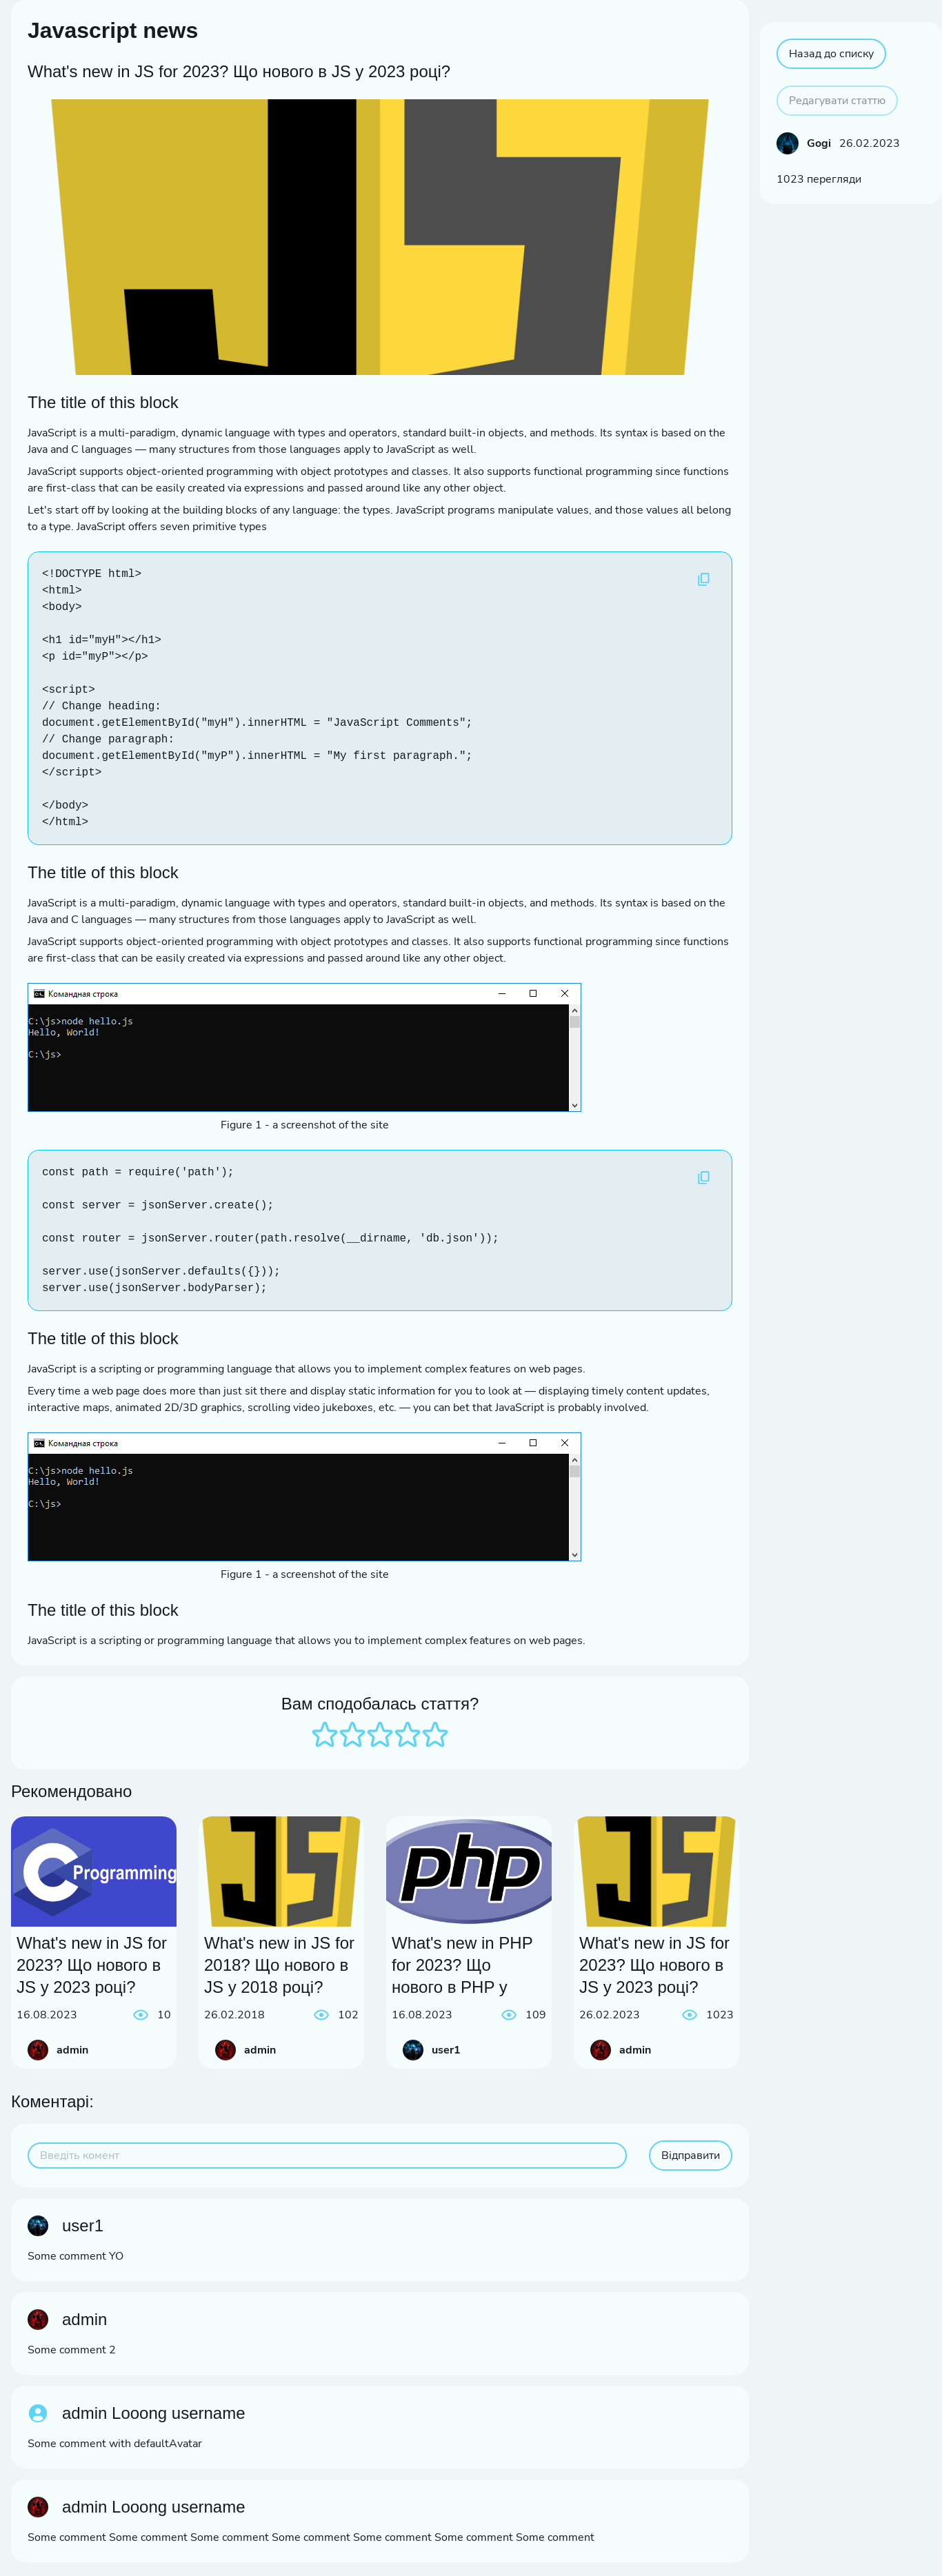 Javascript news
What's new in JS for 2023? Що нового в JS у 2023 році?
JS
The title of this block
JavaScript is a multi-paradigm, dynamic language with types and operators, standard built-in objects, and methods. Its syntax is based on the
Java and C languages — many structures from those languages apply to JavaScript as well.
JavaScript supports object-oriented programming with object prototypes and classes. It also supports functional programming since functions
are first-class that can be easily created via expressions and passed around like any other object.
Let's start off by looking at the building blocks of any language: the types. JavaScript programs manipulate values, and those values all belong
to a type. JavaScript offers seven primitive types
<!DOCTYPE html>
<html>
<body>
<h1 id="myH"></h1>
<p id="myP"></p>
<script>
// Change heading:
document.getElementById("myH").innerHTML = "JavaScript Comments";
// Change paragraph:
document.getElementById("myP").innerHTML = "My first paragraph.";
</script>
</body>
</html>
The title of this block
JavaScript is a multi-paradigm, dynamic language with types and operators, standard built-in objects, and methods. Its syntax is based on the
Java and C languages — many structures from those languages apply to JavaScript as well.
JavaScript supports object-oriented programming with object prototypes and classes. It also supports functional programming since functions
are first-class that can be easily created via expressions and passed around like any other object.
Командная строка
C:\js>node hello.js
Hello, World!
C:\js>
Figure 1 - a screenshot of the site
const path = require('path');
const server = jsonServer.create();
const router = jsonServer.router(path.resolve(__dirname, 'db.json'));
server.use(jsonServer.defaults({}));
server.use(jsonServer.bodyParser);
The title of this block
JavaScript is a scripting or programming language that allows you to implement complex features on web pages.
Every time a web page does more than just sit there and display static information for you to look at — displaying timely content updates,
interactive maps, animated 2D/3D graphics, scrolling video jukeboxes, etc. — you can bet that JavaScript is probably involved.
Командная строка
C:\js>node hello.js
Hello, World!
C:\js>
Figure 1 - a screenshot of the site
The title of this block
JavaScript is a scripting or programming language that allows you to implement complex features on web pages.
Вам сподобалась стаття?
Рекомендовано
C Programming
What's new in JS for
2023? Що нового в
JS у 2023 році?
16.08.2023 10
admin
JS
What's new in JS for
2018? Що нового в
JS у 2018 році?
26.02.2018 102
admin
php
What's new in PHP
for 2023? Що
нового в PHP у
16.08.2023 109
user1
JS
What's new in JS for
2023? Що нового в
JS у 2023 році?
26.02.2023 1023
admin
Коментарі:
Введіть комент
Відправити
user1
Some comment YO
admin
Some comment 2
admin Looong username
Some comment with defaultAvatar
admin Looong username
Some comment Some comment Some comment Some comment Some comment Some comment Some comment
Назад до списку
Редагувати статтю
Gogi 26.02.2023
1023 перегляди